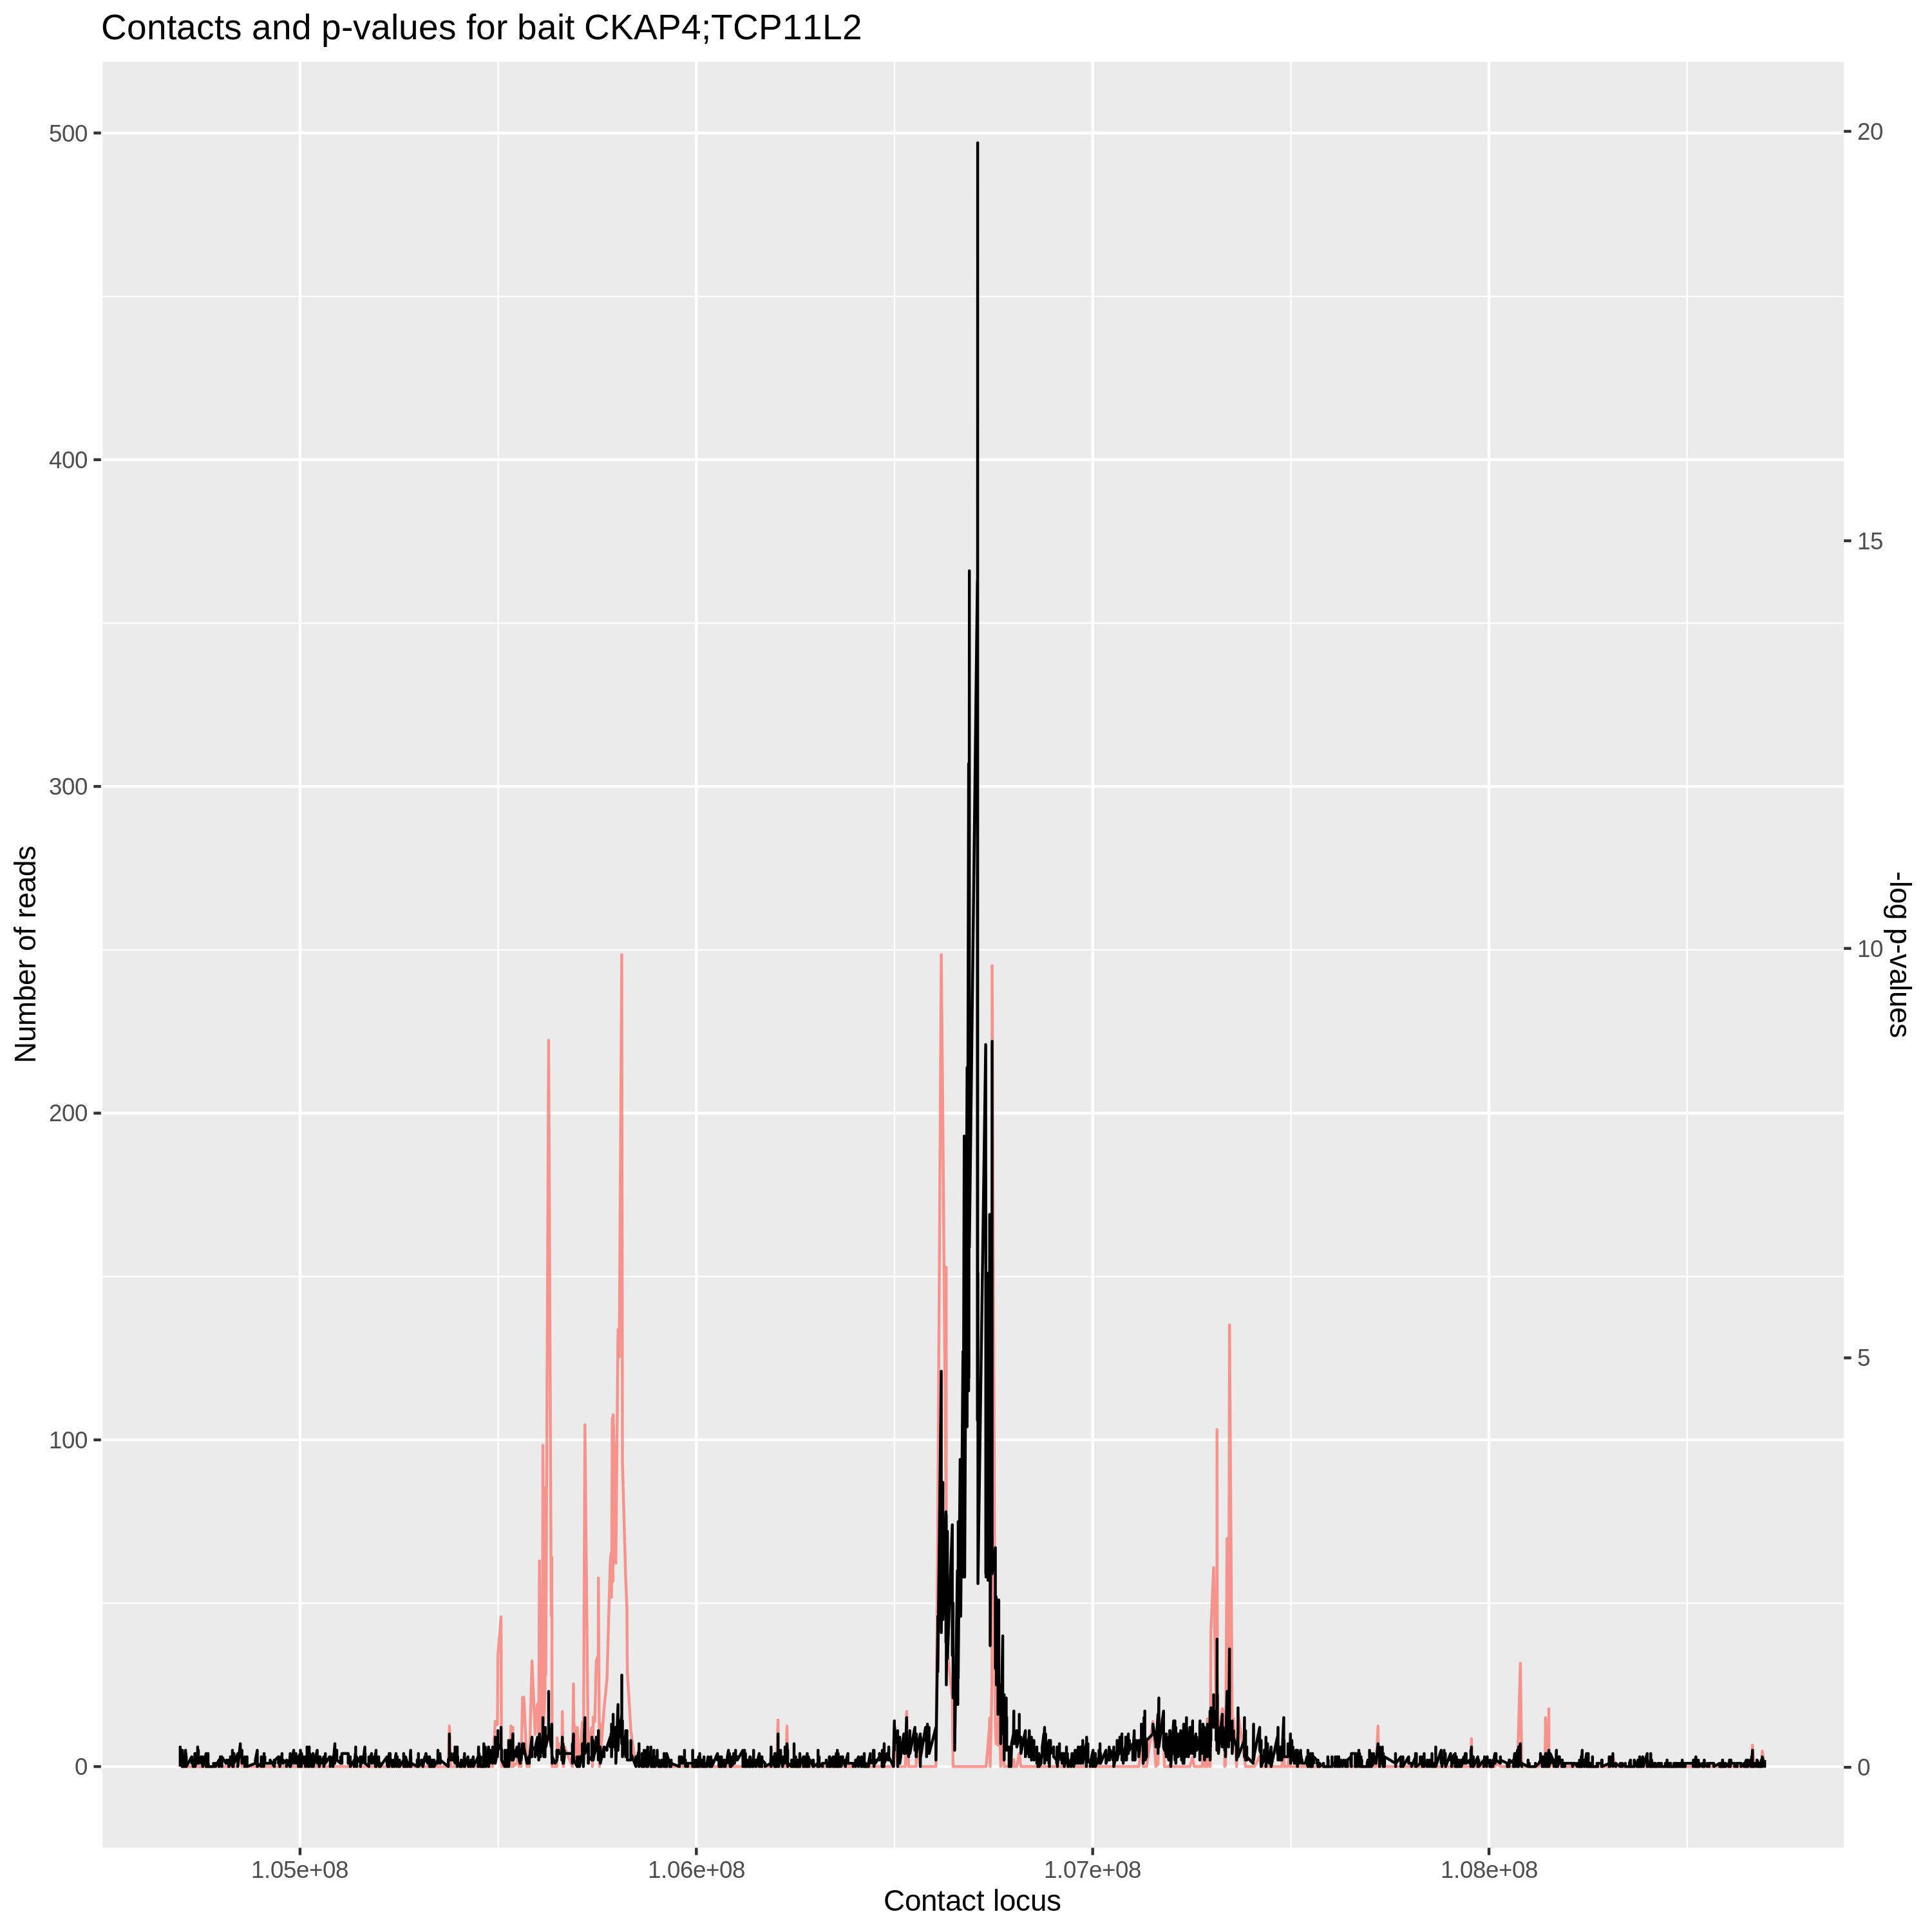 Contacts and p-values for bait CKAP4;TCP11L2
500
400
300
200
100
0
Number of reads
20
15
10
5
0
-log p-values
1.05e+08
1.06e+08
1.07e+08
1.08e+08
Contact locus